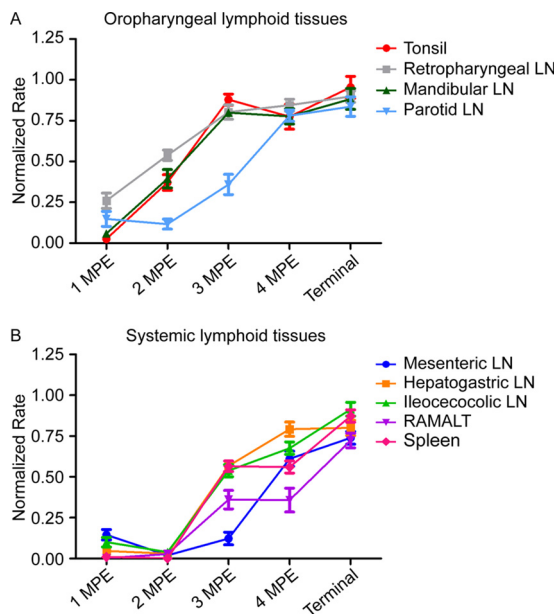 A
Oropharyngeal lymphoid tissues
Normalized Rate
1.25
1.00
0.75
0.50
0.25
0.00
1 MPE
2 MPE
3 MPE
4 MPE
Terminal
Tonsil
Retropharyngeal LN
Mandibular LN
Parotid LN
B
Systemic lymphoid tissues
Normalized Rate
1.25
1.00
0.75
0.50
0.25
0.00
1 MPE
2 MPE
3 MPE
4 MPE
Terminal
Mesenteric LN
Hepatogastric LN
Ileocecocolic LN
RAMALT
Spleen